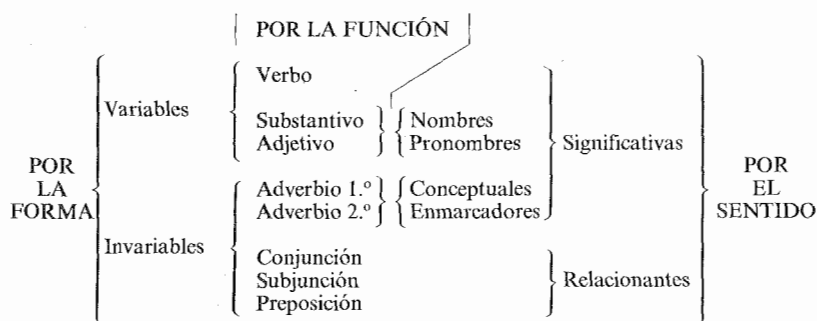 POR LA FUNCIÓN
Verbo
Variables
Substantivo Nombres
Adjetivo Pronombres Significativas
POR POR
LA Adverbio 1.º Conceptuales EL
FORMA Adverbio 2.º Enmarcadores SENTIDO
Invariables
Conjunción
Subjunción Relacionantes
Preposición